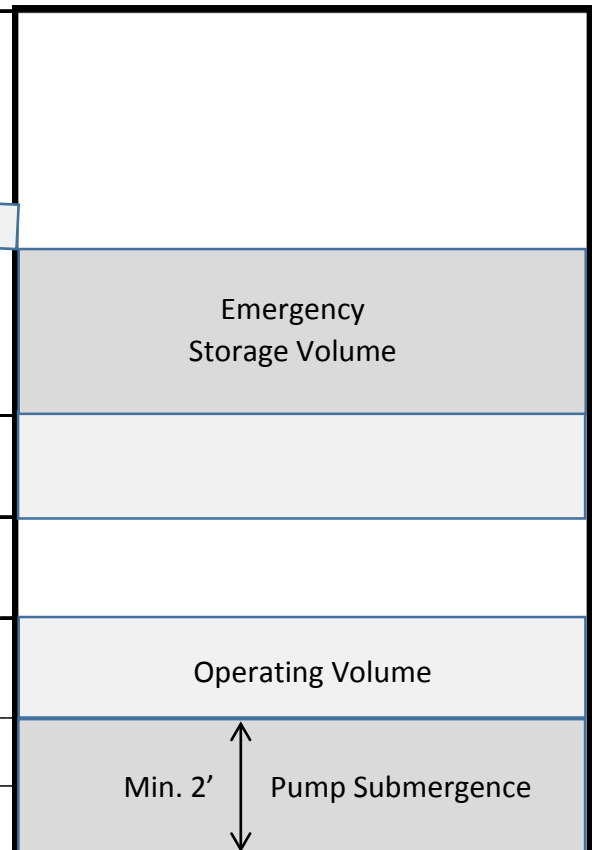 Emergency
Storage Volume
Operating Volume
Min. 2’ Pump Submergence